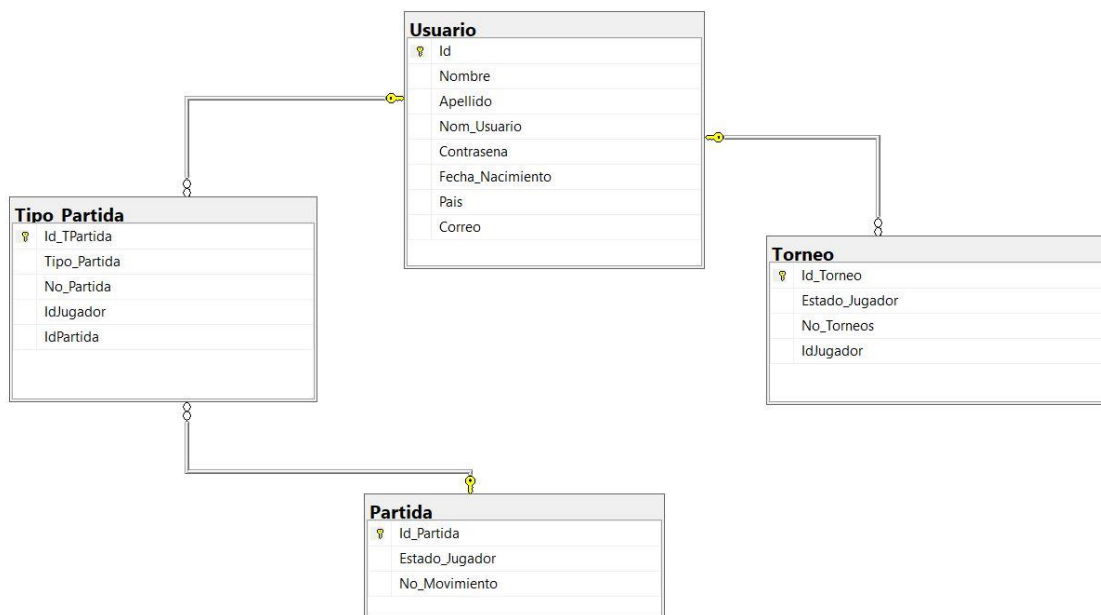 Usuario
Id
Nombre
Apellido
Nom_Usuario
Contrasena
Fecha_Nacimiento
Pais
Correo
Tipo_Partida
Id_TPartida
Tipo_Partida
No_Partida
IdJugador
IdPartida
Torneo
Id_Torneo
Estado_Jugador
No_Torneos
IdJugador
Partida
Id_Partida
Estado_Jugador
No_Movimiento